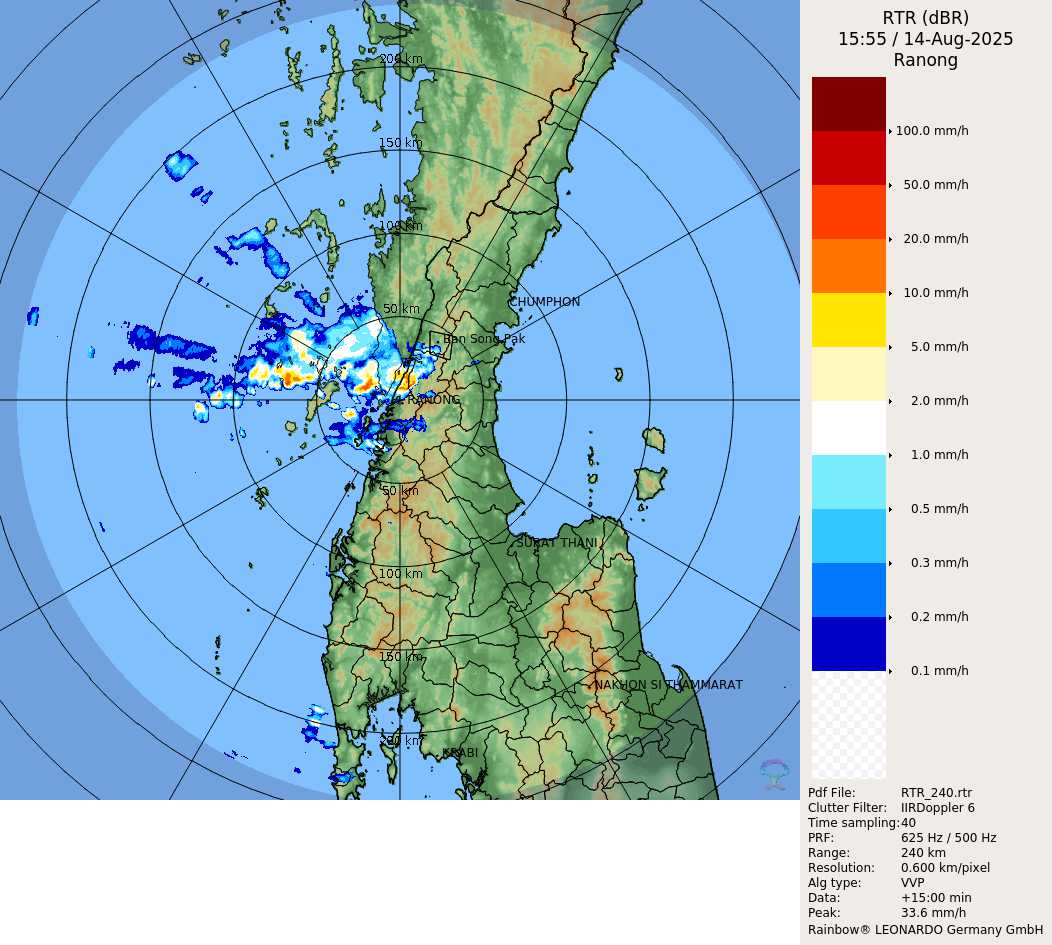 RTR (dBR)
15:55 / 14-Aug-2025
Ranong
200 km
150 km
100 km
50 km
CHUMPHON
Ban Song Pak
RANONG
50 km
SURAT THANI
100 km
150 km
NAKHON SI THAMMARAT
200 km
KRABI
100.0 mm/h
50.0 mm/h
20.0 mm/h
10.0 mm/h
5.0 mm/h
2.0 mm/h
1.0 mm/h
0.5 mm/h
0.3 mm/h
0.2 mm/h
0.1 mm/h
Pdf File: RTR_240.rtr
Clutter Filter: IIRDoppler 6
Time sampling: 40
PRF: 625 Hz / 500 Hz
Range: 240 km
Resolution: 0.600 km/pixel
Alg type: VVP
Data: +15:00 min
Peak: 33.6 mm/h
Rainbow® LEONARDO Germany GmbH